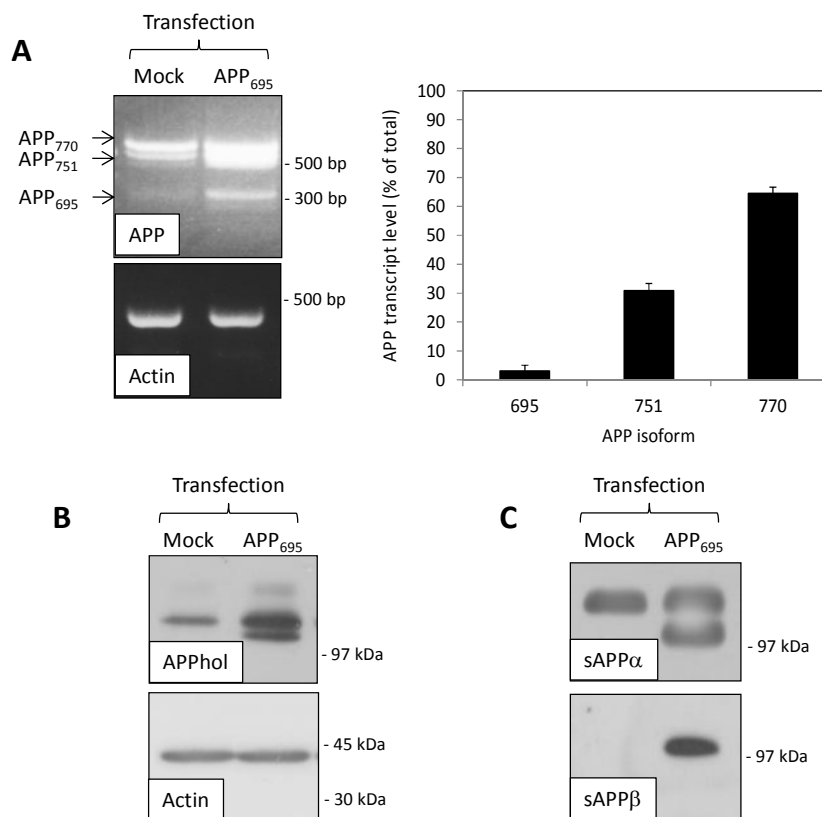 A
Transfection
Mock APP695
APP770
APP751
APP695
- 500 bp
- 300 bp
APP
- 500 bp
Actin
APP transcript level (% of total)
100
90
80
70
60
50
40
30
20
10
0
695 751 770
APP isoform
B
Transfection
Mock APP695
- 97 kDa
APPhol
- 45 kDa
- 30 kDa
Actin
C
Transfection
Mock APP695
- 97 kDa
sAPPα
- 97 kDa
sAPPβ